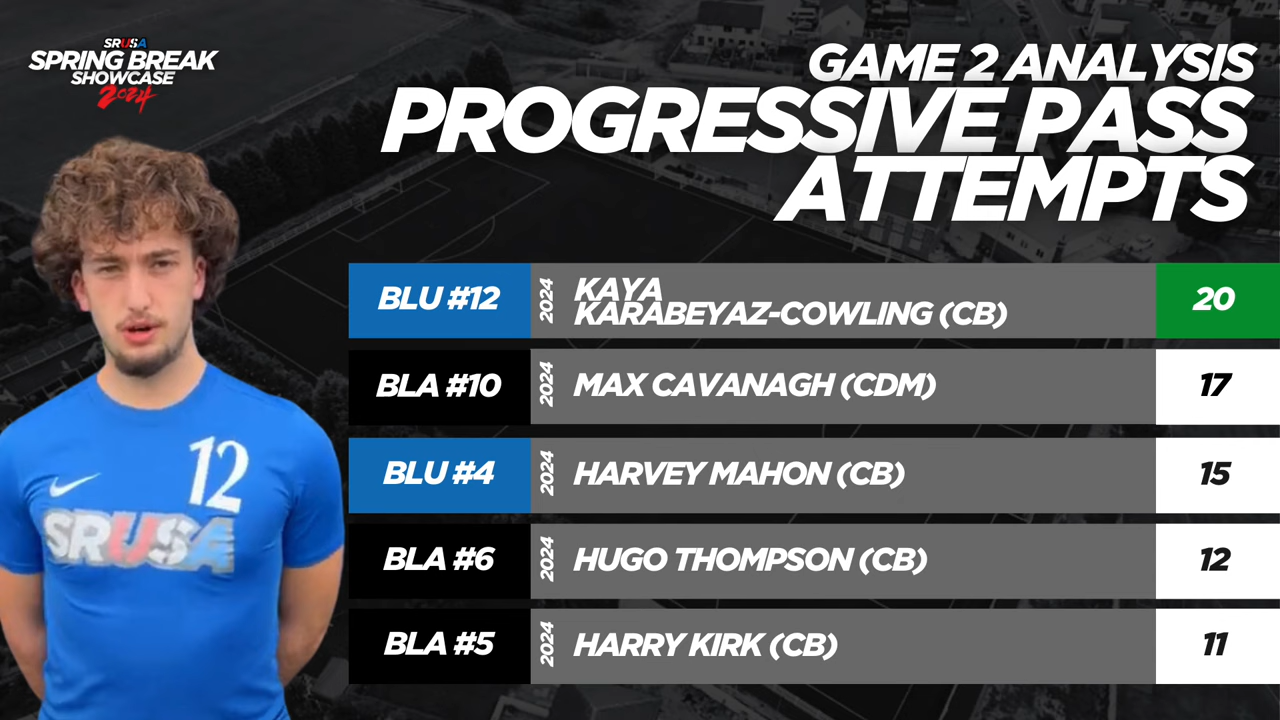 SRUSA
SPRING BREAK
SHOWCASE
2024
GAME 2 ANALYSIS
PROGRESSIVE PASS
ATTEMPTS
BLU #12
2024
KAYA
KARABEYAZ-COWLING (CB)
20
BLA #10
2024
MAX CAVANAGH (CDM)
17
BLU #4
2024
HARVEY MAHON (CB)
15
BLA #6
2024
HUGO THOMPSON (CB)
12
BLA #5
2024
HARRY KIRK (CB)
11
12
SRUSA